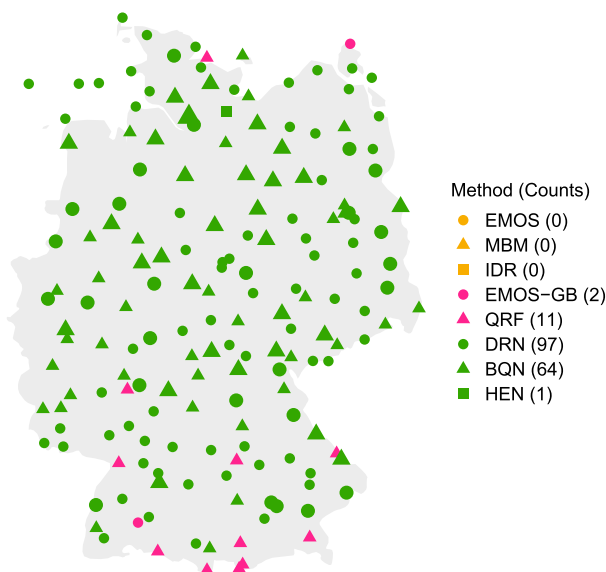 Method (Counts)
EMOS (0)
MBM (0)
IDR (0)
EMOS−GB (2)
QRF (11)
DRN (97)
BQN (64)
HEN (1)